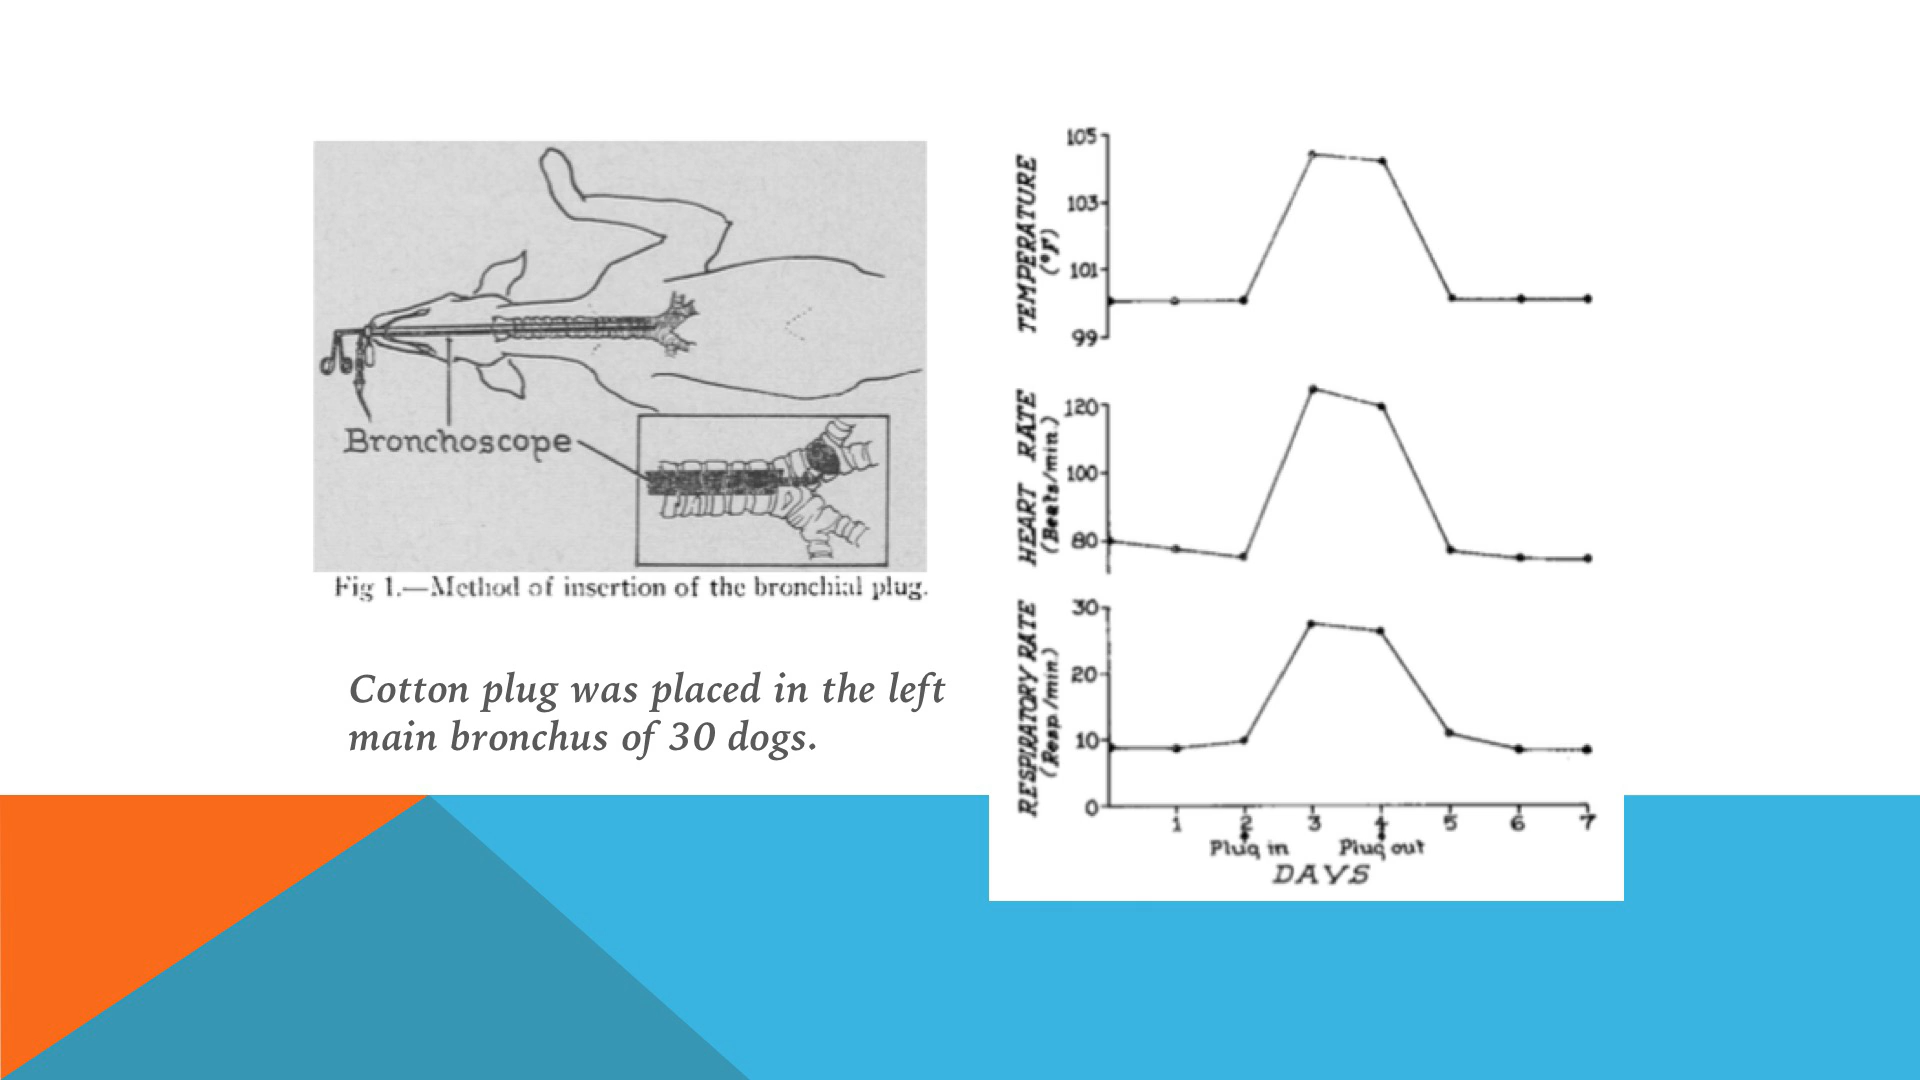 Bronchoscope
Fig 1.—Method of insertion of the bronchial plug.
Cotton plug was placed in the left
main bronchus of 30 dogs.
TEMPERATURE
(°F)
105
103
101
99
HEART RATE
(Beats/min.)
120
100
80
RESPIRATORY RATE
(Resp/min.)
30
20
10
0
1 2 3 4 5 6 7
Plug in Plug out
DAYS